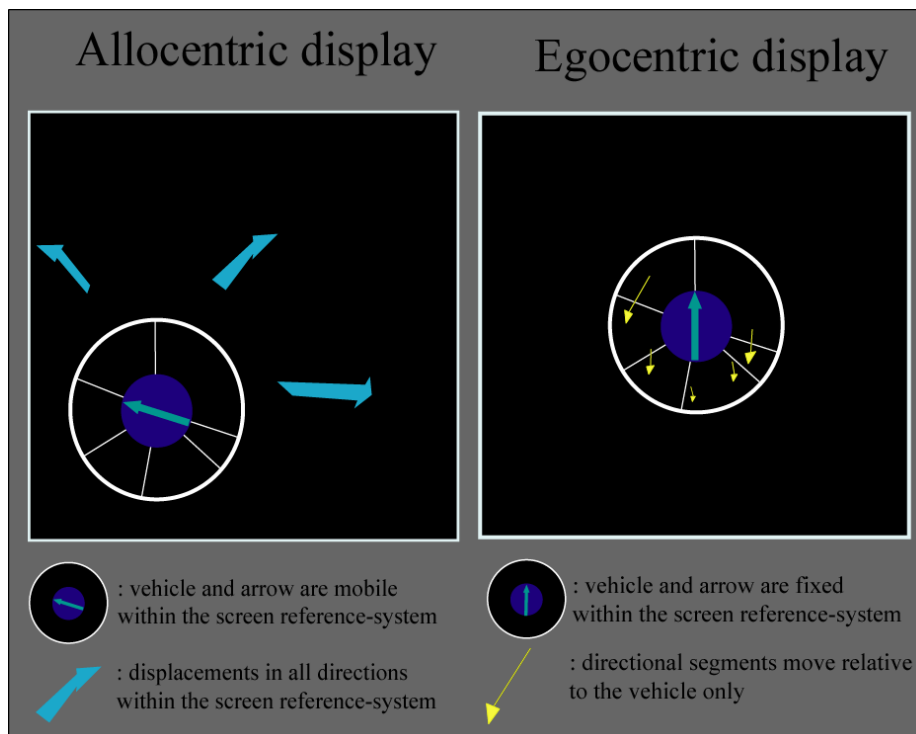 Allocentric display
Egocentric display
: vehicle and arrow are mobile
within the screen reference-system
: displacements in all directions
within the screen reference-system
: vehicle and arrow are fixed
within the screen reference-system
: directional segments move relative
to the vehicle only